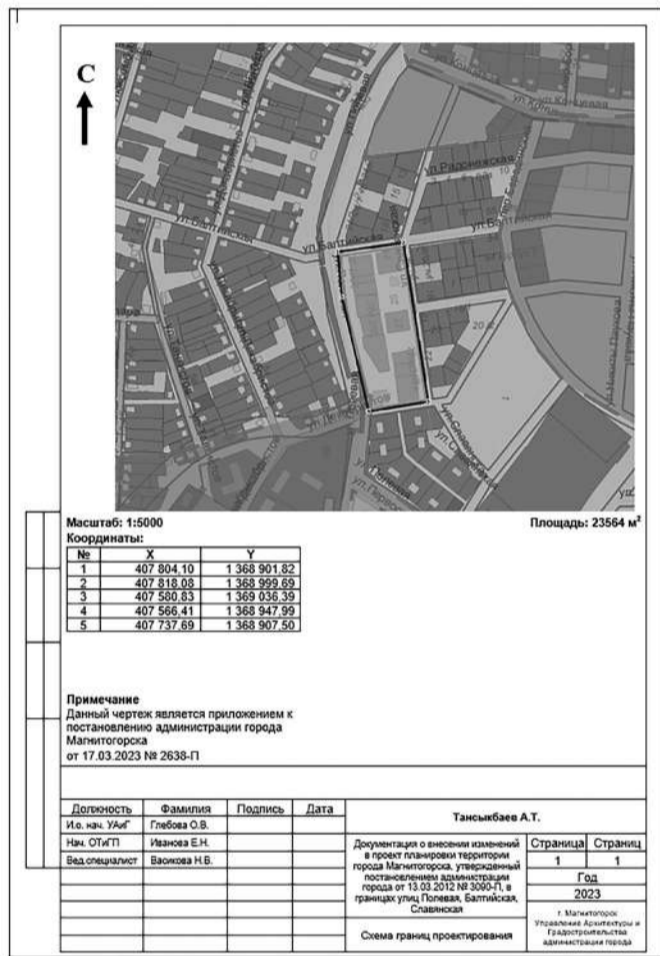 С
ул.Радонежская
ул.Балтийская
ул.Балтийская
ул.Балтийская
Масштаб: 1:5000
Площадь: 23564 м²
Координаты:
№ X Y
1 407 804,10 1 368 901,82
2 407 818,08 1 368 999,69
3 407 580,83 1 369 036,39
4 407 566,41 1 368 947,99
5 407 737,69 1 368 907,50
Примечание
Данный чертеж является приложением к
постановлению администрации города
Магнитогорска
от 17.03.2023 № 2638-П
Должность Фамилия Подпись Дата
И.о. нач. УАиГ Глебова О.В.
Нач. ОТиГП Иванова Е.Н.
Вед.специалист Васикова Н.В.
Тансыкбаев А.Т.
Документация о внесении изменений
в проект планировки территории
города Магнитогорска, утвержденный
постановлением администрации
города от 13.03.2012 № 3090-П, в
границах улиц Полевая, Балтийская,
Славянская
Схема границ проектирования
Страница Страниц
1 1
Год
2023
г. Магнитогорск
Управление Архитектуры и
Градостроительства
администрации города